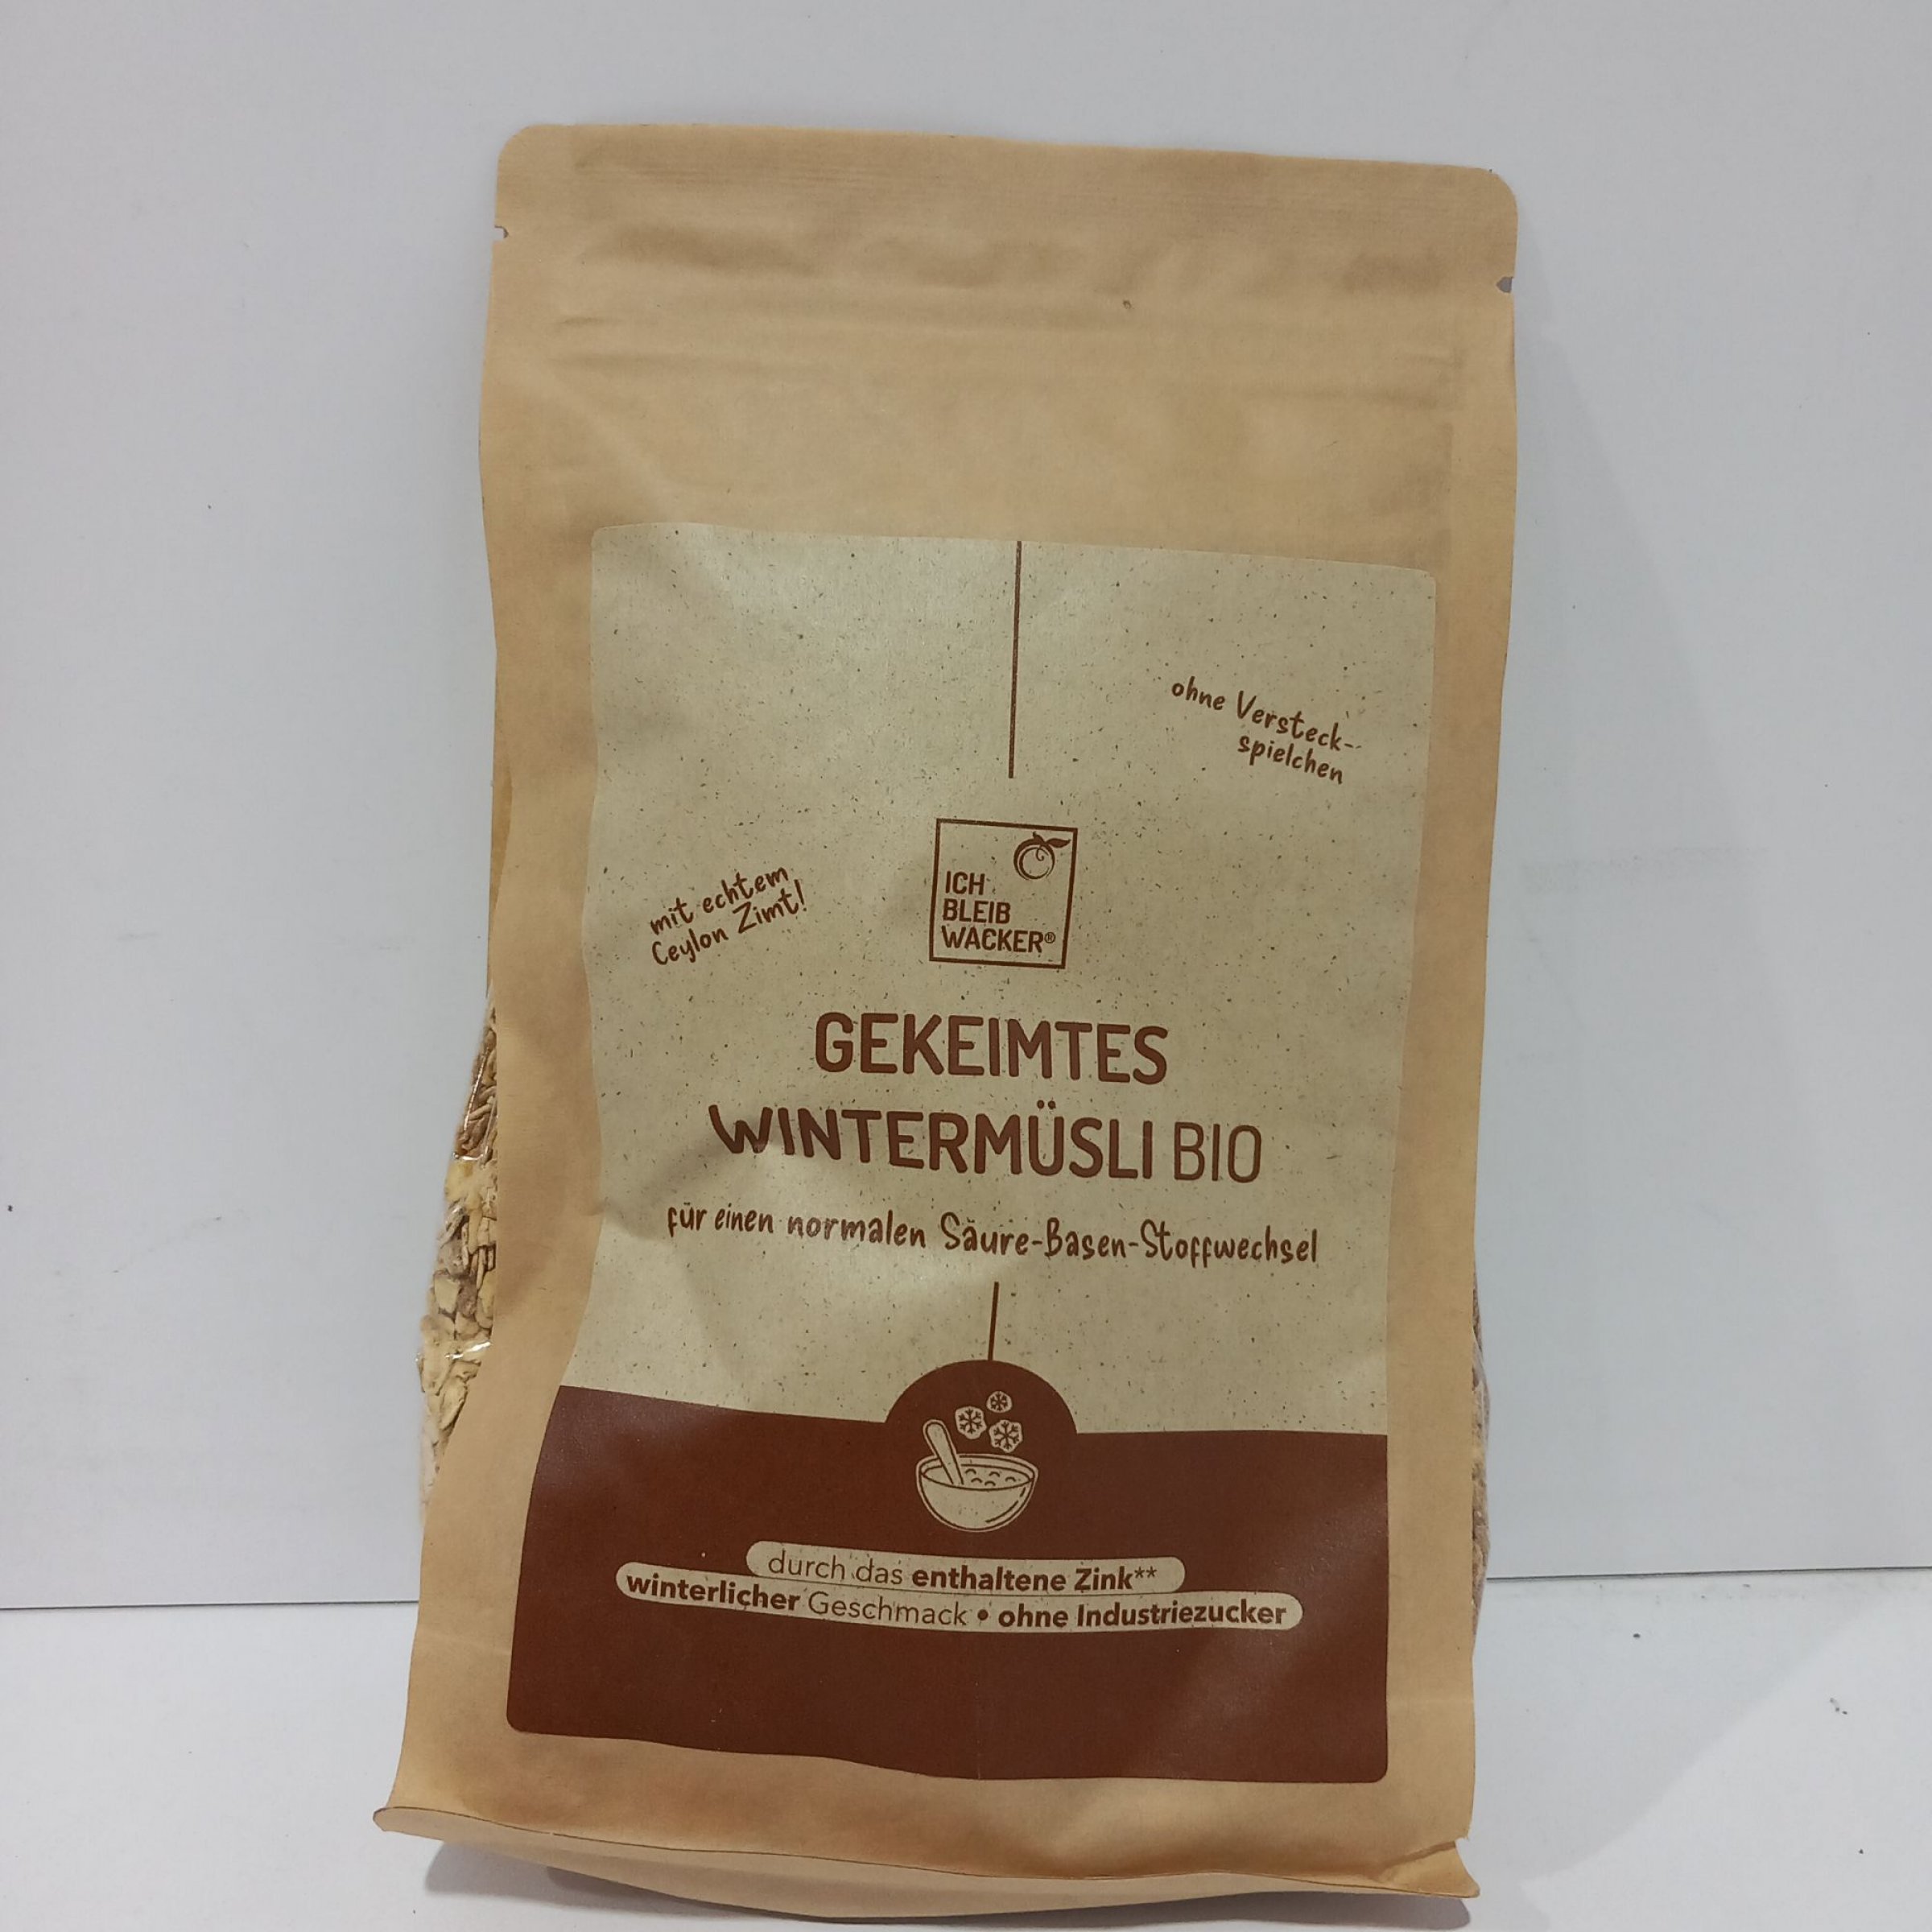 ohne Versteck-
spielchen
mit echtem
Ceylon Zimt!
ICH
BLEIB
WACKER®
GEKEIMTES
WINTERMÜSLI BIO
für einen normalen Säure-Basen-Stoffwechsel
durch das enthaltene Zink**
winterlicher Geschmack • ohne Industriezucker